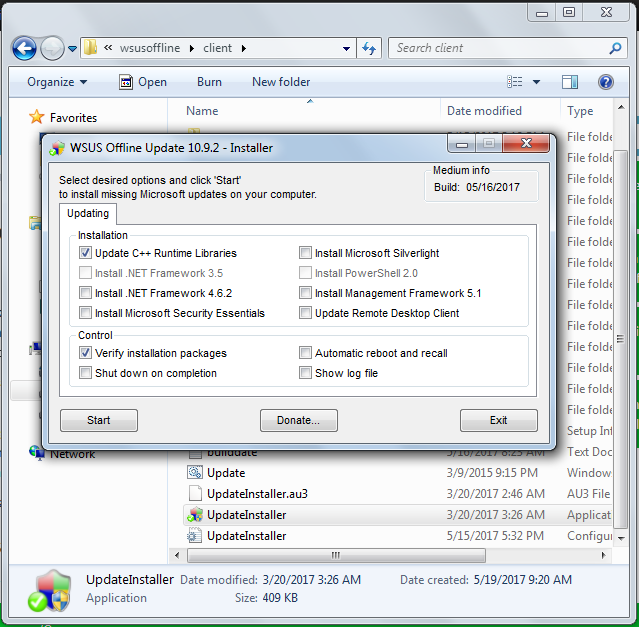 « wsusoffline client
Search client
Organize Open Burn New folder
Name Date modified Type
Favorites
File folde
WSUS Offline Update 10.9.2 - Installer
Select desired options and click 'Start'
to install missing Microsoft updates on your computer.
Medium info
Build: 05/16/2017
Updating
Installation
Update C++ Runtime Libraries
Install Microsoft Silverlight
Install .NET Framework 3.5
Install PowerShell 2.0
Install .NET Framework 4.6.2
Install Management Framework 5.1
Install Microsoft Security Essentials
Update Remote Desktop Client
Control
Verify installation packages
Automatic reboot and recall
Shut down on completion
Show log file
Start
Donate...
Exit
File folde
File folde
File folde
File folde
File folde
File folde
File folde
File folde
File folde
File folde
File folde
File folde
File folde
Setup Inf
Network
builddate 5/16/2017 8:23 AM Text Doc
Update 3/9/2015 9:15 PM Window
UpdateInstaller.au3 3/20/2017 2:46 AM AU3 File
UpdateInstaller 3/20/2017 3:26 AM Applicat
UpdateInstaller 5/15/2017 5:32 PM Configur
UpdateInstaller Date modified: 3/20/2017 3:26 AM Date created: 5/19/2017 9:20 AM
Application Size: 409 KB